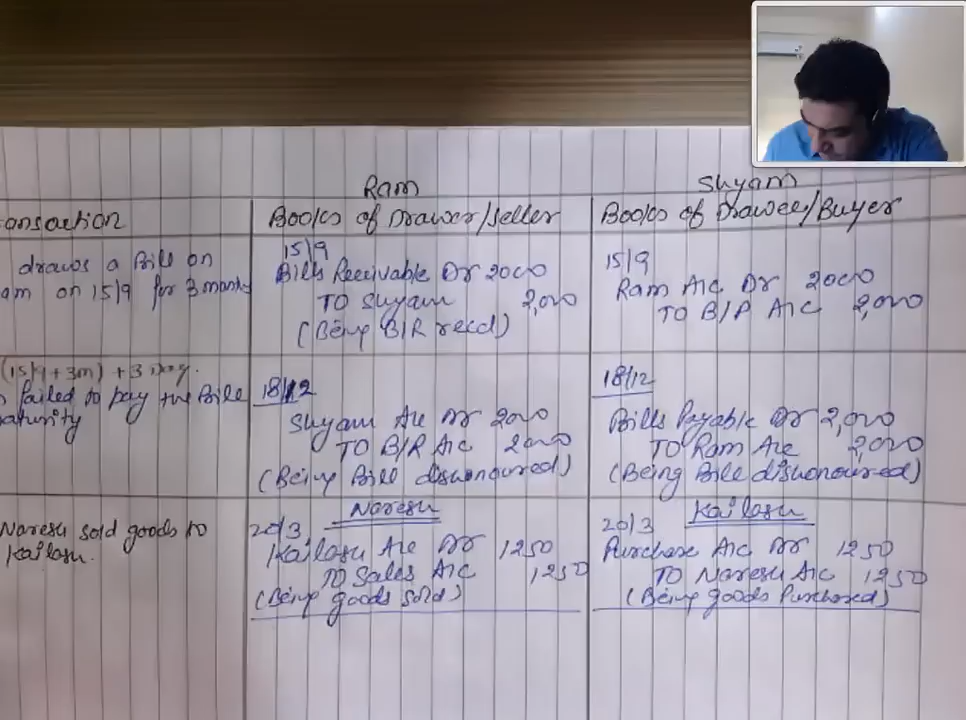 Ram
Shyam
ansaction
Books of Drawer/Seller
Books of Drawee/Buyer
draws a Bill on
am on 15/9 for 3 months
15/9
Bills Receivable Dr 2000
To Shyam 2,000
(Being B/R recd)
15/9
Ram A/c Dr 2000
To B/P A/c 2,000
(15/9+3m) + 3 Day.
failed to pay the Bill
aturity
18/12
Shyam A/c Dr 2000
To B/R A/c 2000
(Being Bill dishonoured)
18/12
Bills Payable Dr 2,000
To Ram A/c 2,000
(Being Bill dishonoured)
Naresh sold goods to
Kailash.
Naresh
20/3
Kailash A/c Dr 1250
To Sales A/c 1250
(Being goods sold)
Kailash
20/3
Purchase A/c Dr 1250
To Naresh A/c 1250
(Being goods Purchased)